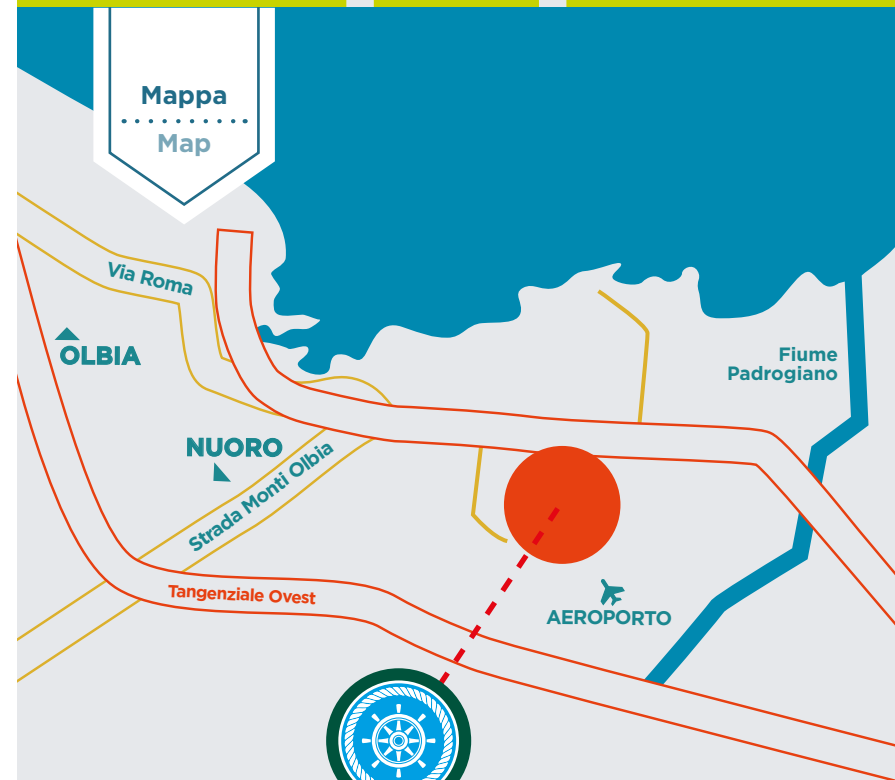 Mappa
Map
Via Roma
OLBIA
NUORO
Strada Monti Olbia
Fiume
Padrogiano
Tangenziale Ovest
AEROPORTO